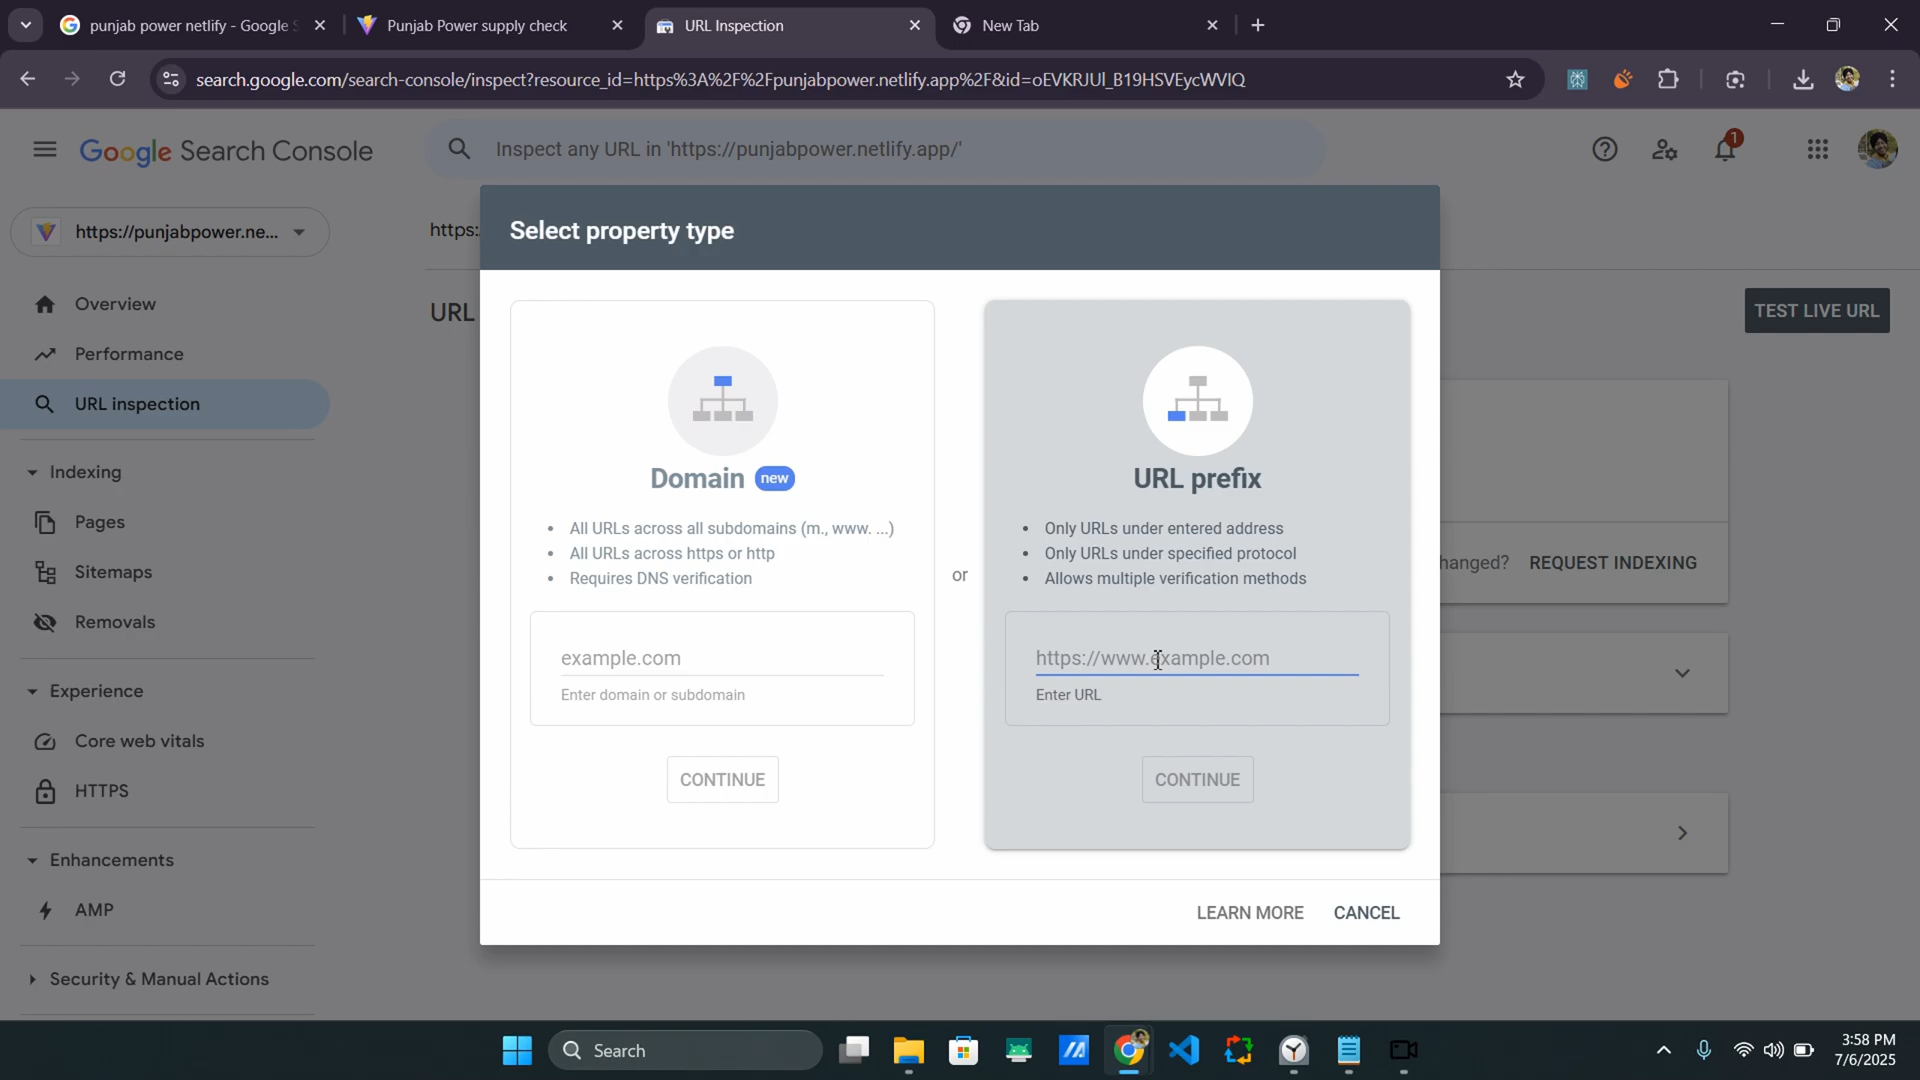 punjab power netlify - Google S
Punjab Power supply check
URL Inspection
New Tab
search.google.com/search-console/inspect?resource_id=https%3A%2F%2Fpunjabpower.netlify.app%2F&id=oEVKRJUl_B19HSVEycWVIQ
Google Search Console
Inspect any URL in 'https://punjabpower.netlify.app/'
1
https://punjabpower.ne...
https:
Select property type
Overview
Performance
URL inspection
URL
TEST LIVE URL
Indexing
Pages
Sitemaps
Removals
Experience
Core web vitals
HTTPS
Enhancements
AMP
Security & Manual Actions
Domain new
All URLs across all subdomains (m., www. ...)
All URLs across https or http
Requires DNS verification
example.com
Enter domain or subdomain
CONTINUE
or
URL prefix
Only URLs under entered address
Only URLs under specified protocol
Allows multiple verification methods
https://www.example.com
Enter URL
CONTINUE
hanged? REQUEST INDEXING
LEARN MORE CANCEL
Search
3:58 PM
7/6/2025